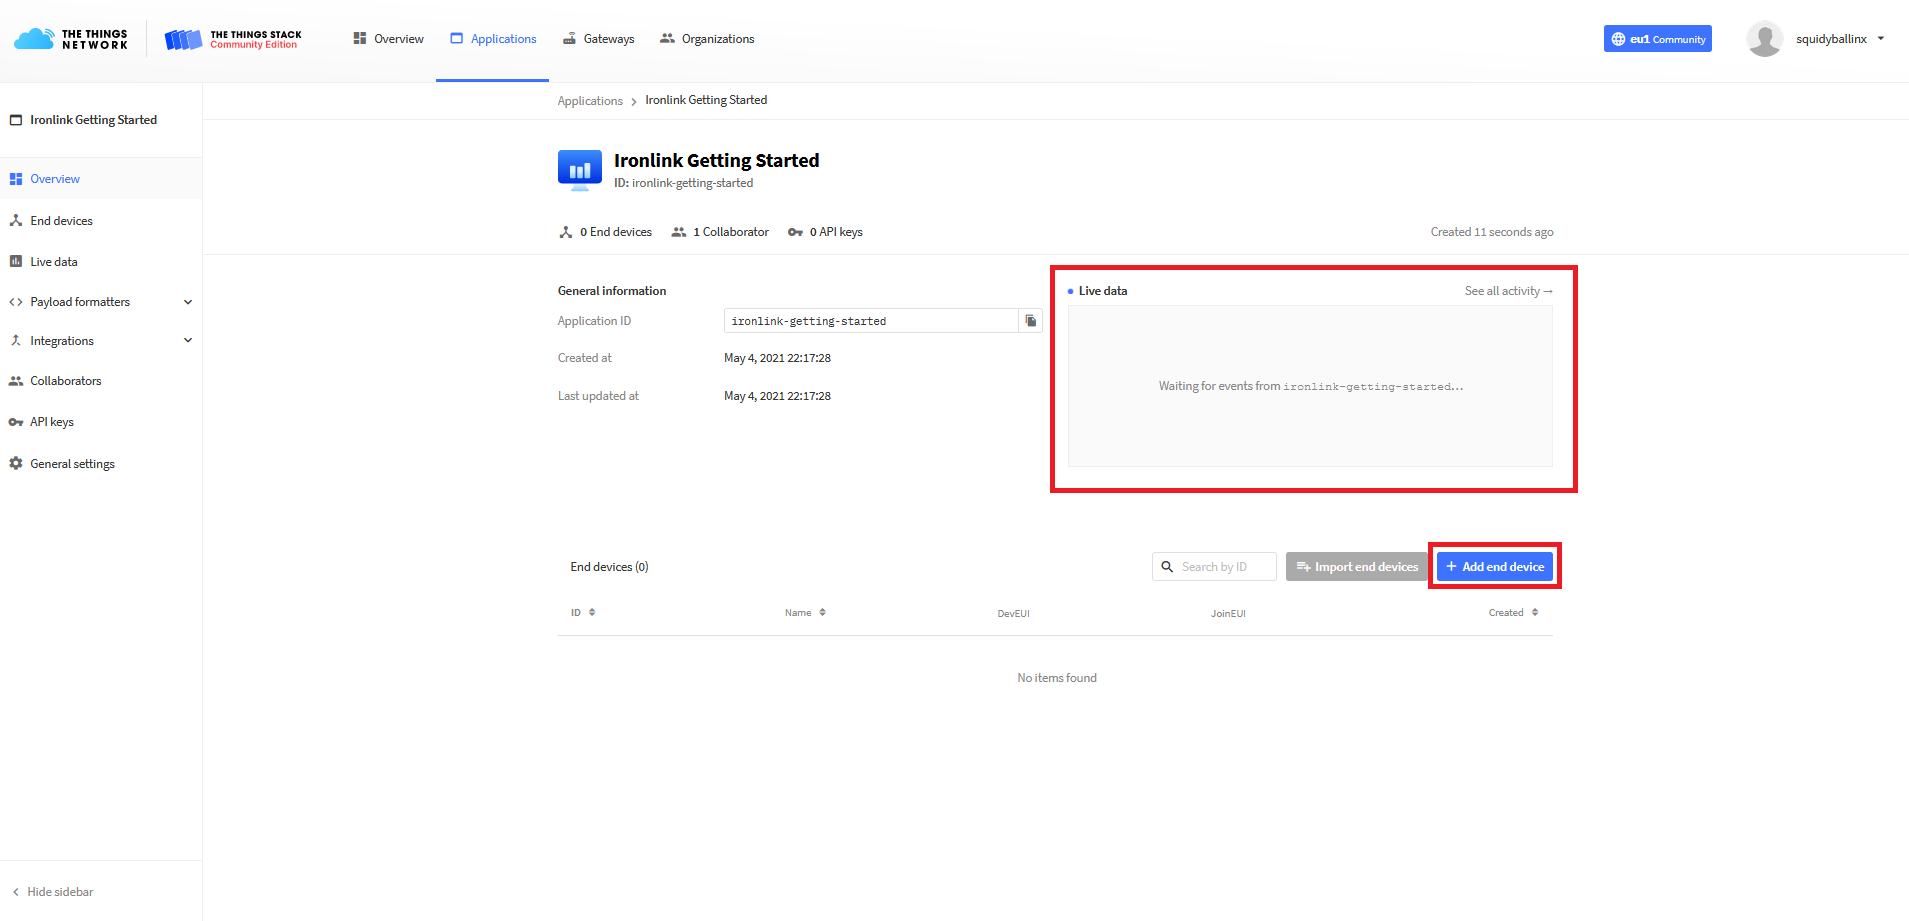 THE THINGS NETWORK
THE THINGS STACK
Community Edition
Overview
Applications
Gateways
Organizations
eu1 Community
squidyballinx
Ironlink Getting Started
Overview
End devices
Live data
Payload formatters
Integrations
Collaborators
API keys
General settings
Hide sidebar
Applications > Ironlink Getting Started
Ironlink Getting Started
ID: ironlink-getting-started
0 End devices
1 Collaborator
0 API keys
Created 11 seconds ago
General information
Application ID
ironlink-getting-started
Created at
May 4, 2021 22:17:28
Last updated at
May 4, 2021 22:17:28
Live data
See all activity →
Waiting for events from ironlink-getting-started...
End devices (0)
Search by ID
Import end devices
+ Add end device
ID
Name
DevEUI
JoinEUI
Created
No items found